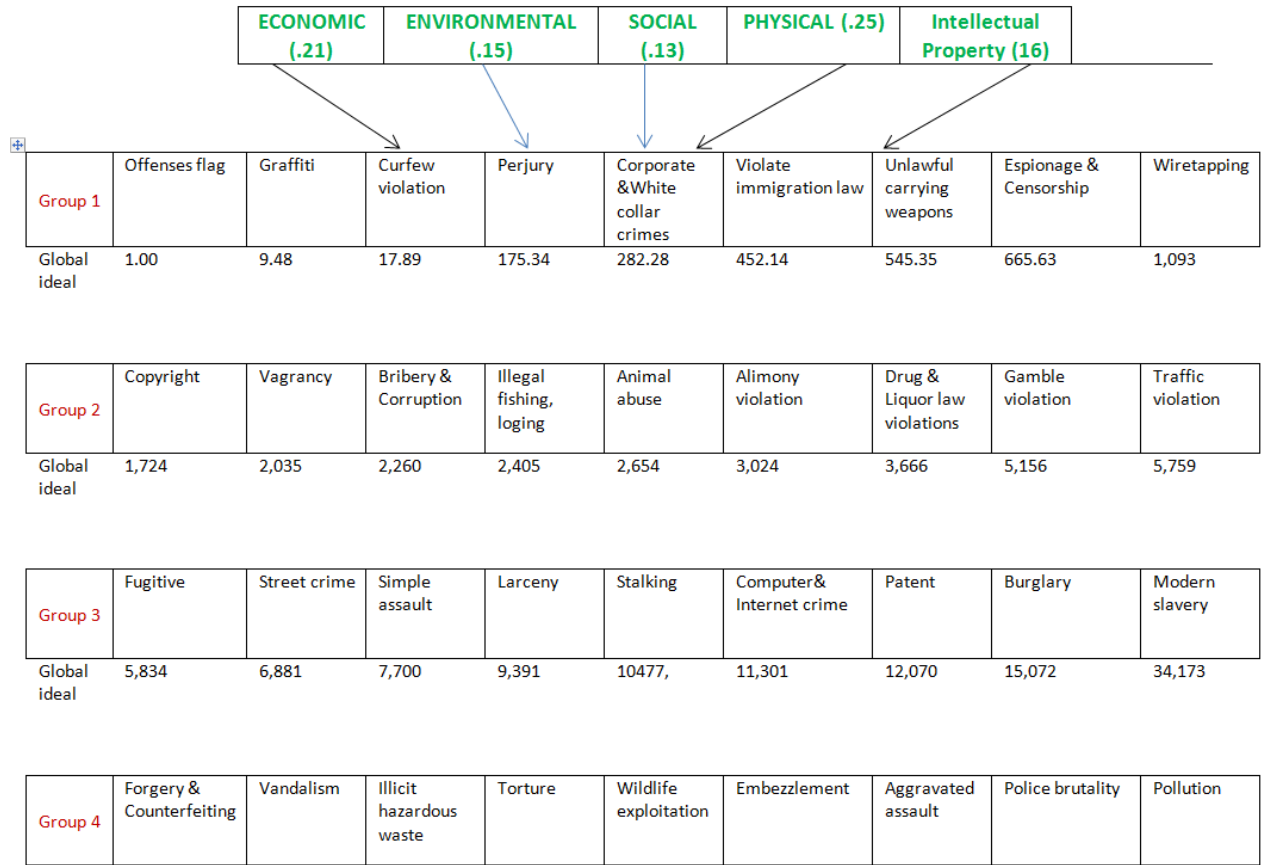 ECONOMIC ENVIRONMENTAL SOCIAL PHYSICAL (.25) Intellectual
(.21) (.15) (.13) Property (16)
Offenses flag Graffiti Curfew Perjury Corporate Violate Unlawful Espionage & Wiretapping
violation &White immigration law carrying Censorship
Group 1 collar weapons
crimes
Global 1.00 9.48 17.89 175.34 282.28 452.14 545.35 665.63 1,093
ideal
Copyright Vagrancy Bribery & Illegal Animal Alimony Drug & Gamble Traffic
Corruption fishing, abuse violation Liquor law violation violation
Group 2 loging violations
Global 1,724 2,035 2,260 2,405 2,654 3,024 3,666 5,156 5,759
ideal
Fugitive Street crime Simple Larceny Stalking Computer& Patent Burglary Modern
assault Internet crime slavery
Group 3
Global 5,834 6,881 7,700 9,391 10477, 11,301 12,070 15,072 34,173
ideal
Forgery & Vandalism Illicit Torture Wildlife Embezzlement Aggravated Police brutality Pollution
Counterfeiting hazardous exploitation assault
Group 4 waste